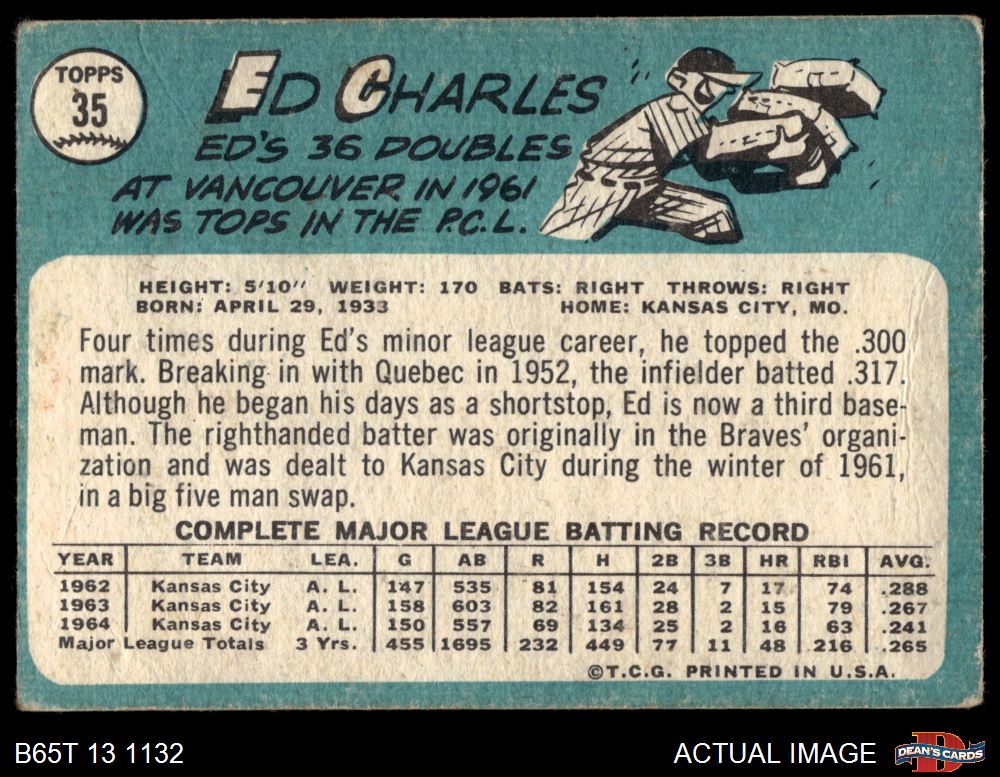 TOPPS
35
ED CHARLES
ED'S 36 DOUBLES
AT VANCOUVER IN 1961
WAS TOPS IN THE P.C.L.
HEIGHT: 5'10" WEIGHT: 170 BATS: RIGHT THROWS: RIGHT
BORN: APRIL 29, 1933 HOME: KANSAS CITY, MO.
Four times during Ed's minor league career, he topped the .300
mark. Breaking in with Quebec in 1952, the infielder batted .317.
Although he began his days as a shortstop, Ed is now a third base-
man. The righthanded batter was originally in the Braves' organi-
zation and was dealt to Kansas City during the winter of 1961,
in a big five man swap.
COMPLETE MAJOR LEAGUE BATTING RECORD
YEAR TEAM LEA. G AB R H 2B 3B HR RBI AVG.
1962 Kansas City A. L. 147 535 81 154 24 7 17 74 .288
1963 Kansas City A. L. 158 603 82 161 28 2 15 79 .267
1964 Kansas City A. L. 150 557 69 134 25 2 16 63 .241
Major League Totals 3 Yrs. 455 1695 232 449 77 11 48 216 .265
©T.C.G. PRINTED IN U.S.A.
B65T 13 1132 ACTUAL IMAGE DEAN'S CARDS